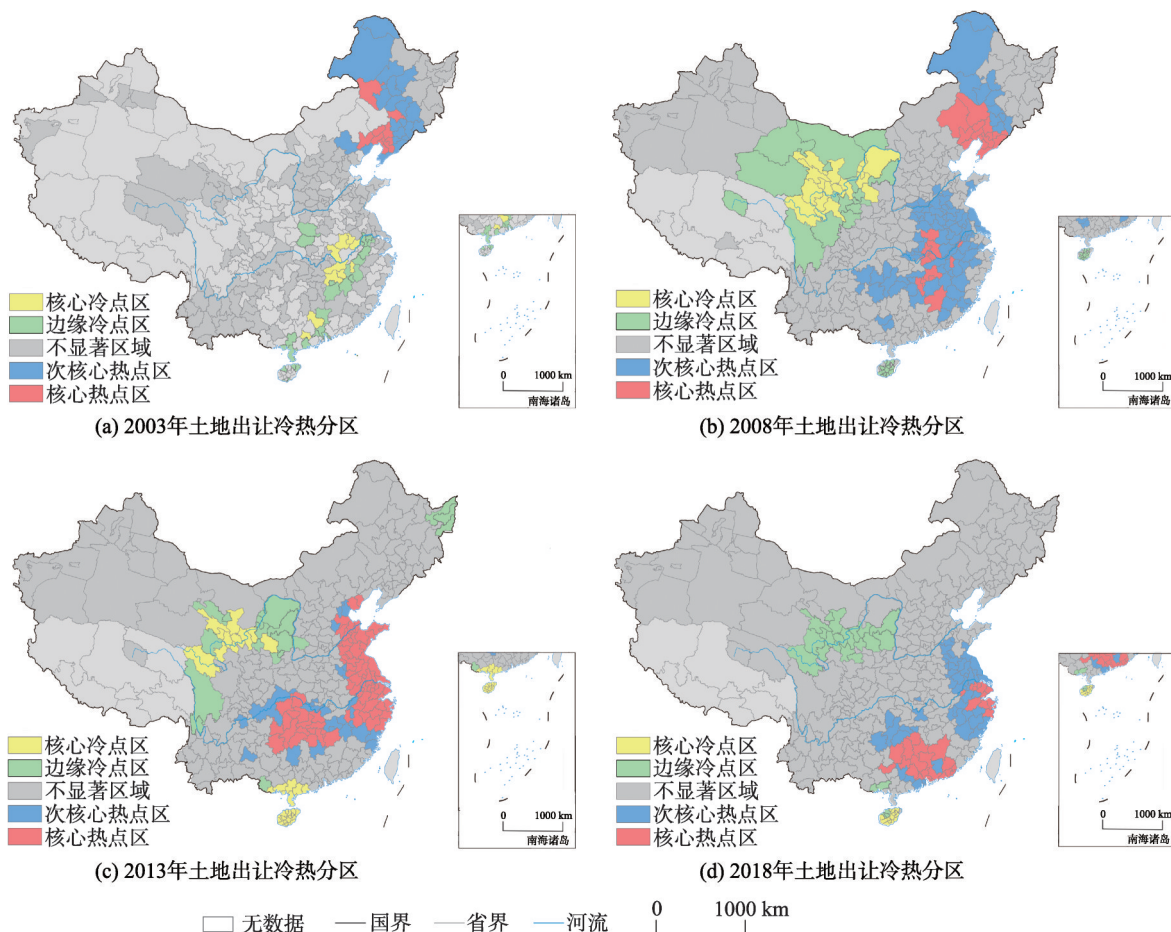 核心冷点区
边缘冷点区
不显著区域
次核心热点区
核心热点区
0 1000 km
南海诸岛
(a) 2003年土地出让冷热分区
核心冷点区
边缘冷点区
不显著区域
次核心热点区
核心热点区
0 1000 km
南海诸岛
(b) 2008年土地出让冷热分区
核心冷点区
边缘冷点区
不显著区域
次核心热点区
核心热点区
0 1000 km
南海诸岛
(c) 2013年土地出让冷热分区
核心冷点区
边缘冷点区
不显著区域
次核心热点区
核心热点区
0 1000 km
南海诸岛
(d) 2018年土地出让冷热分区
无数据 国界 省界 河流 0 1000 km